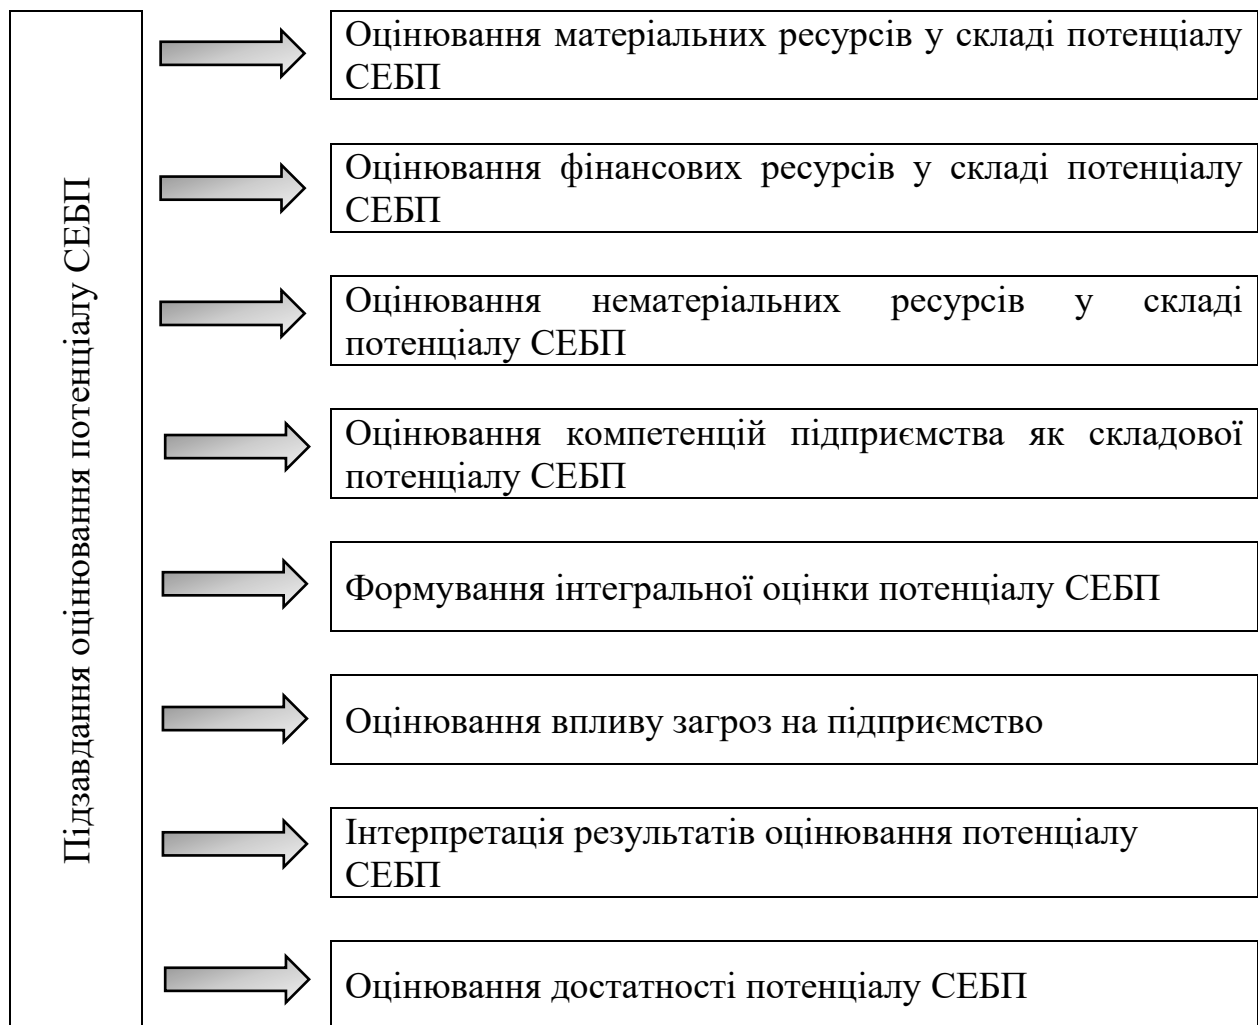 Підзавдання оцінювання потенціалу СЕБП
Оцінювання матеріальних ресурсів у складі потенціалу
СЕБП
Оцінювання фінансових ресурсів у складі потенціалу
СЕБП
Оцінювання нематеріальних ресурсів у складі
потенціалу СЕБП
Оцінювання компетенцій підприємства як складової
потенціалу СЕБП
Формування інтегральної оцінки потенціалу СЕБП
Оцінювання впливу загроз на підприємство
Інтерпретація результатів оцінювання потенціалу
СЕБП
Оцінювання достатності потенціалу СЕБП